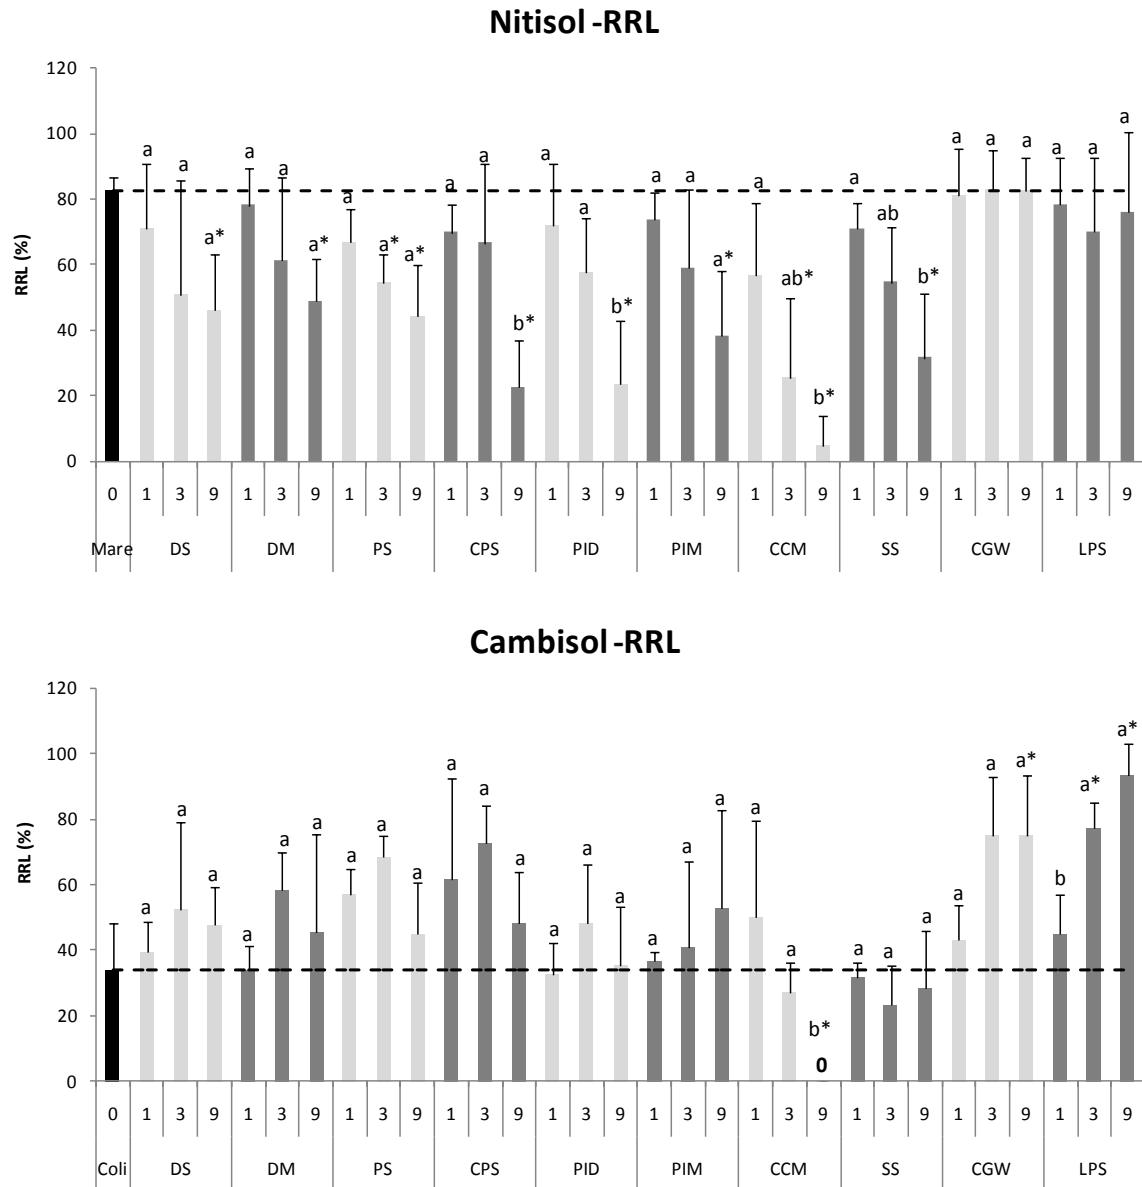 Nitisol -RRL
120
100
80
60
40
20
0
RRL (%)
a a a* a a a* a a* a* a a b* a a b* a a a* a ab* b* a ab b* a a a a a a
0 1 3 9 1 3 9 1 3 9 1 3 9 1 3 9 1 3 9 1 3 9 1 3 9 1 3 9 1 3 9
Mare DS DM PS CPS PID PIM CCM SS CGW LPS
Cambisol -RRL
120
100
80
60
40
20
0
RRL (%)
a a a a a a a a a a a a a a a a a a a a b* a a a a a a* b a* a*
0
0 1 3 9 1 3 9 1 3 9 1 3 9 1 3 9 1 3 9 1 3 9 1 3 9 1 3 9 1 3 9
Coli DS DM PS CPS PID PIM CCM SS CGW LPS